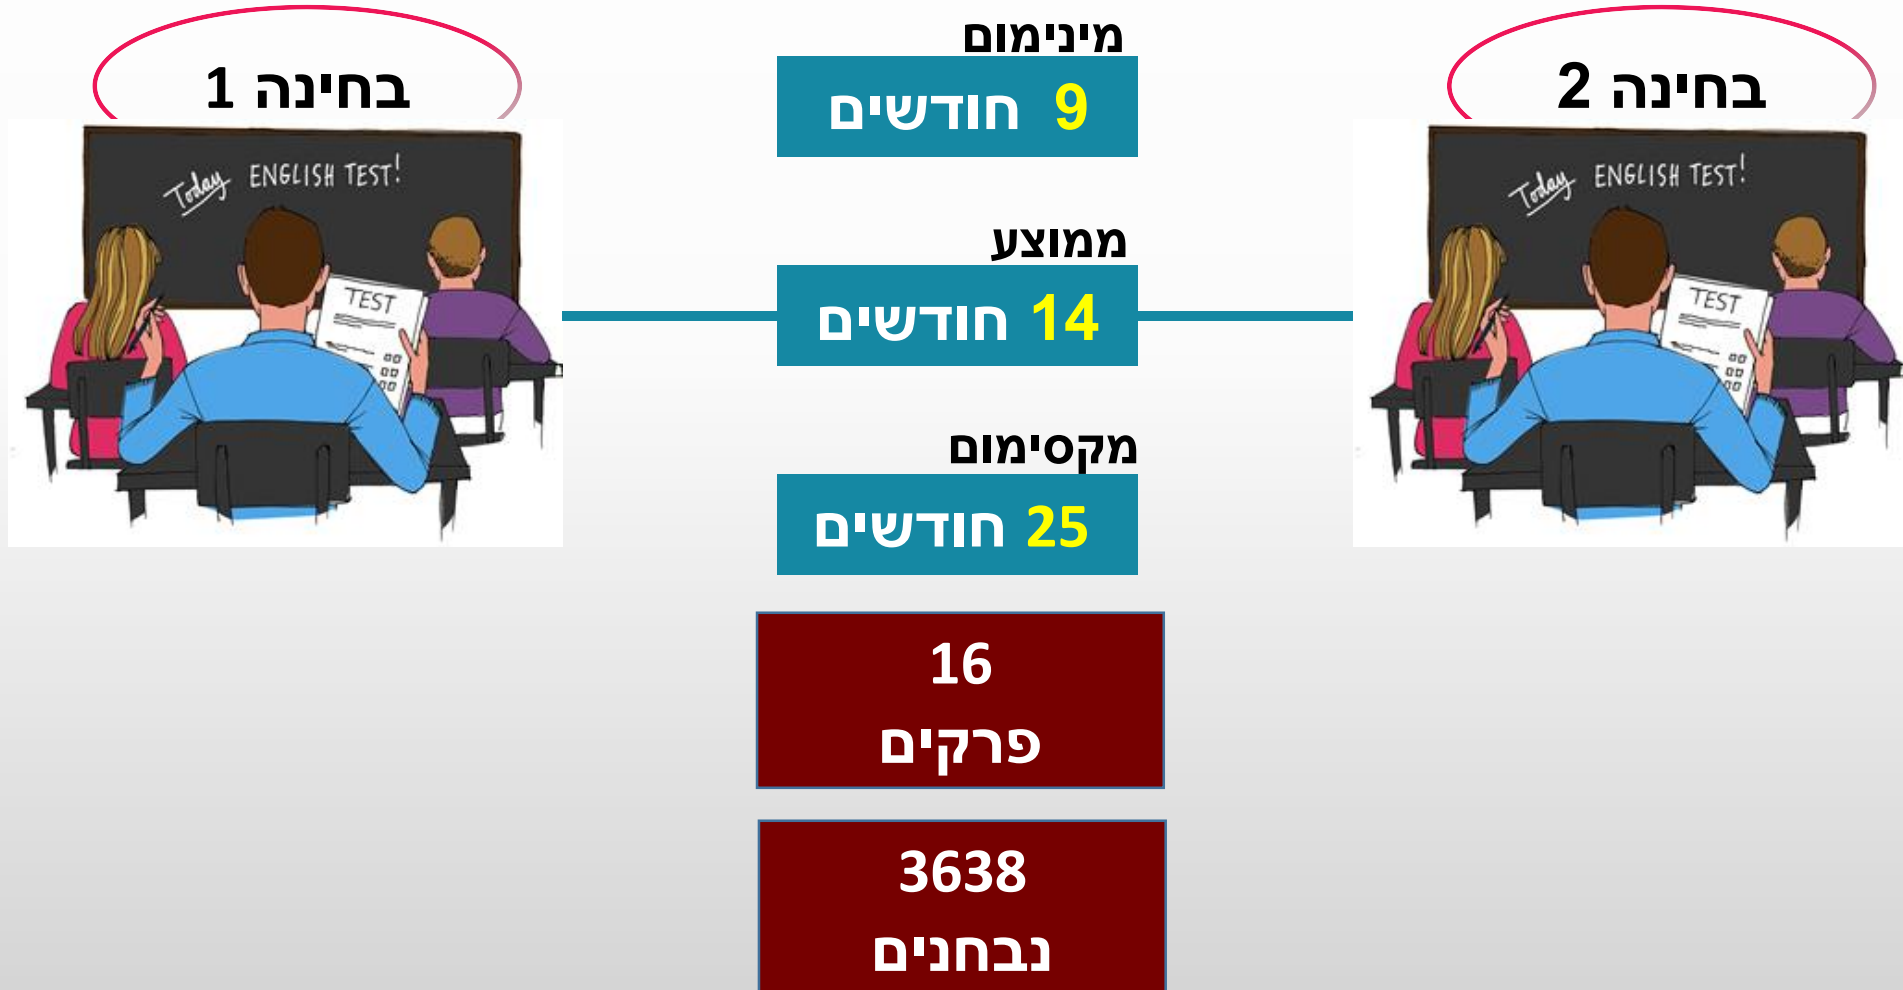 בחינה 1
Today ENGLISH TEST!
TEST
מינימום
9 חודשים
ממוצע
14 חודשים
מקסימום
25 חודשים
16
פרקים
3638
נבחנים
בחינה 2
Today ENGLISH TEST!
TEST